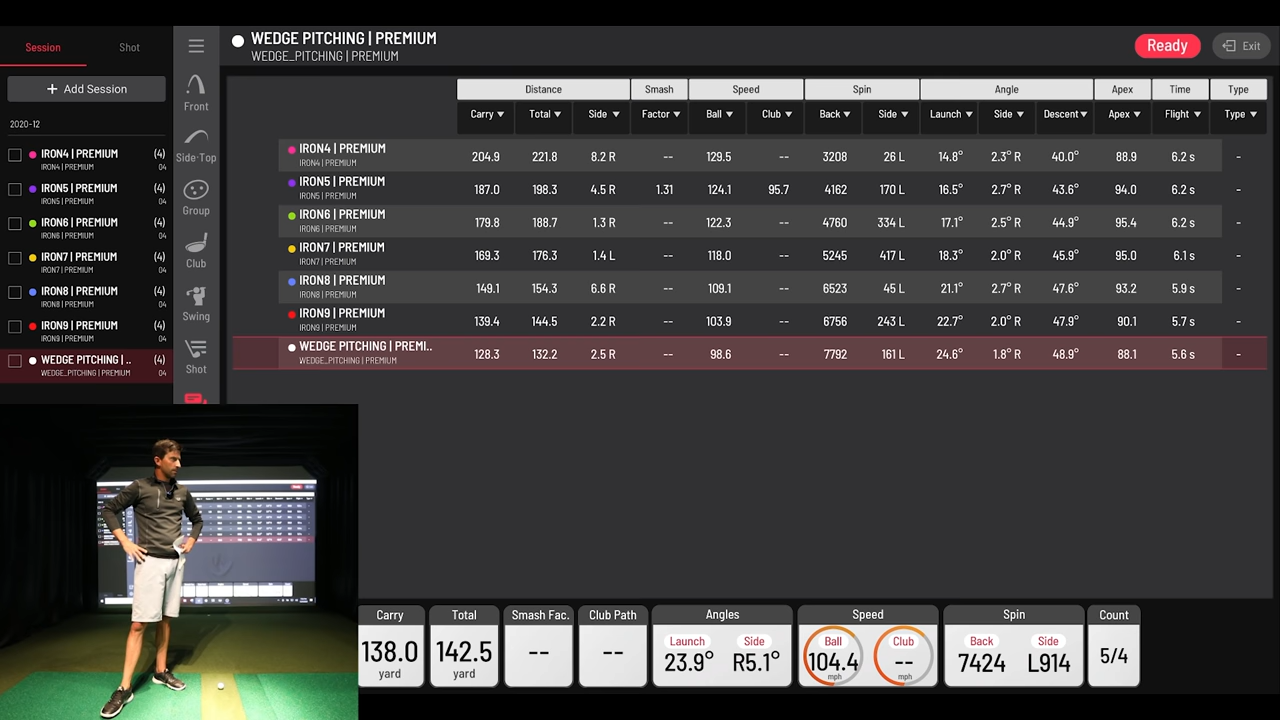 Session Shot
+ Add Session
2020-12
IRON4 | PREMIUM (4)
IRON4 | PREMIUM 04
IRON5 | PREMIUM (4)
IRON5 | PREMIUM 04
IRON6 | PREMIUM (4)
IRON6 | PREMIUM 04
IRON7 | PREMIUM (4)
IRON7 | PREMIUM 04
IRON8 | PREMIUM (4)
IRON8 | PREMIUM 04
IRON9 | PREMIUM (4)
IRON9 | PREMIUM 04
WEDGE PITCHING | .. (4)
WEDGE_PITCHING | PREMIUM 04
Front
Side·Top
Group
Club
Swing
Shot
WEDGE PITCHING | PREMIUM
WEDGE_PITCHING | PREMIUM
Ready Exit
Distance Smash Speed Spin Angle Apex Time Type
Carry Total Side Factor Ball Club Back Side Launch Side Descent Apex Flight Type
IRON4 | PREMIUM
IRON4 | PREMIUM
204.9 221.8 8.2 R -- 129.5 -- 3208 26 L 14.8° 2.3° R 40.0° 88.9 6.2 s -
IRON5 | PREMIUM
IRON5 | PREMIUM
187.0 198.3 4.5 R 1.31 124.1 95.7 4162 170 L 16.5° 2.7° R 43.6° 94.0 6.2 s -
IRON6 | PREMIUM
IRON6 | PREMIUM
179.8 188.7 1.3 R -- 122.3 -- 4760 334 L 17.1° 2.5° R 44.9° 95.4 6.2 s -
IRON7 | PREMIUM
IRON7 | PREMIUM
169.3 176.3 1.4 L -- 118.0 -- 5245 417 L 18.3° 2.0° R 45.9° 95.0 6.1 s -
IRON8 | PREMIUM
IRON8 | PREMIUM
149.1 154.3 6.6 R -- 109.1 -- 6523 45 L 21.1° 2.7° R 47.6° 93.2 5.9 s -
IRON9 | PREMIUM
IRON9 | PREMIUM
139.4 144.5 2.2 R -- 103.9 -- 6756 243 L 22.7° 2.0° R 47.9° 90.1 5.7 s -
WEDGE PITCHING | PREMI..
WEDGE_PITCHING | PREMIUM
128.3 132.2 2.5 R -- 98.6 -- 7792 161 L 24.6° 1.8° R 48.9° 88.1 5.6 s -
Carry Total Smash Fac. Club Path Angles Speed Spin Count
Launch Side Ball Club Back Side
138.0 142.5 -- -- 23.9° R5.1° 104.4 -- 7424 L914 5/4
yard yard mph mph